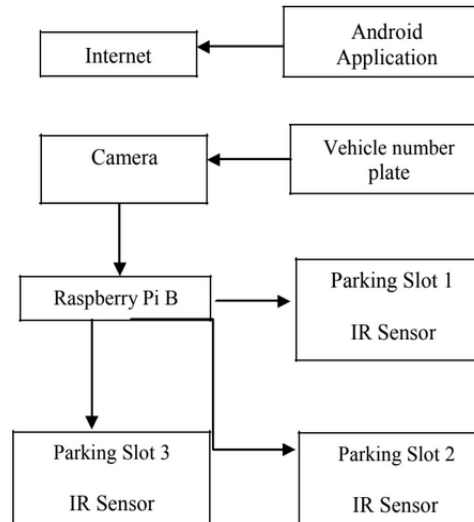 Internet
Android
Application
Camera
Vehicle number
plate
Raspberry Pi B
Parking Slot 1
IR Sensor
Parking Slot 3
IR Sensor
Parking Slot 2
IR Sensor